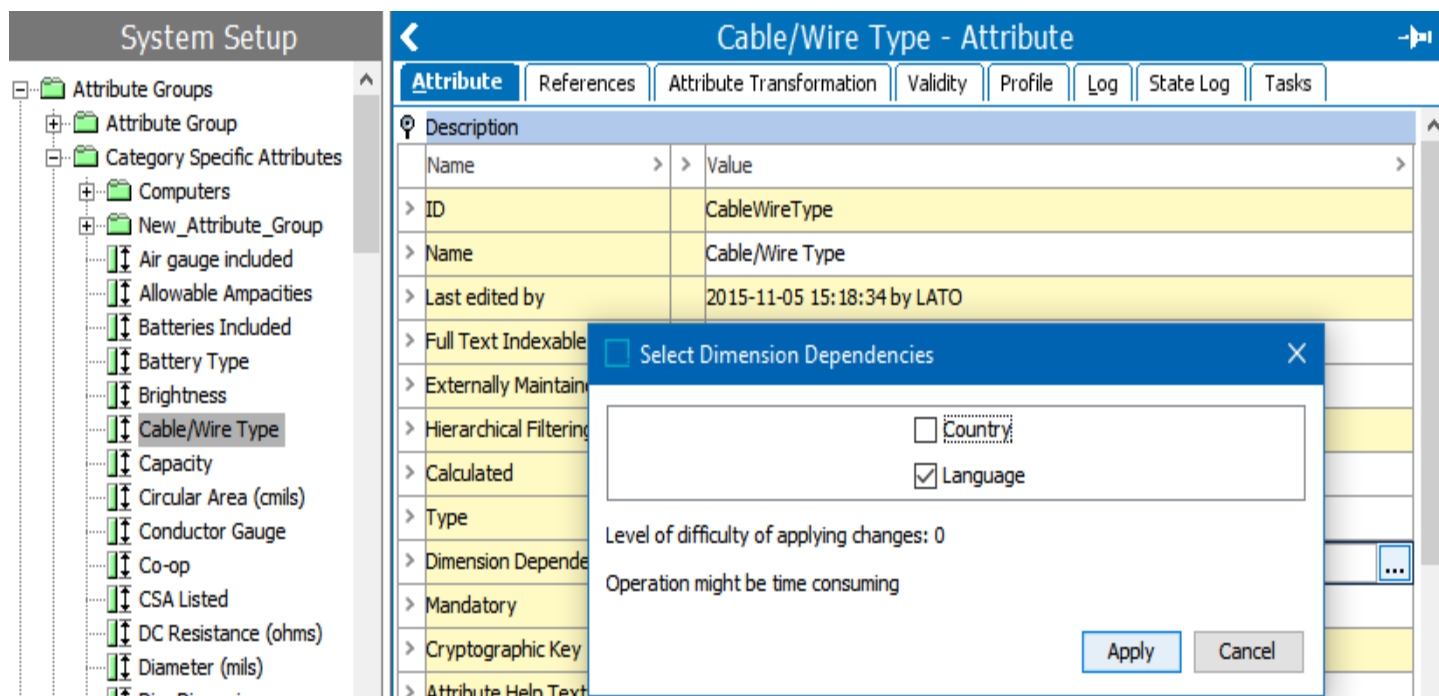 System Setup
Attribute Groups
Attribute Group
Category Specific Attributes
Computers
New_Attribute_Group
Air gauge included
Allowable Ampacities
Batteries Included
Battery Type
Brightness
Cable/Wire Type
Capacity
Circular Area (cmils)
Conductor Gauge
Co-op
CSA Listed
DC Resistance (ohms)
Diameter (mils)
Cable/Wire Type - Attribute
Attribute References Attribute Transformation Validity Profile Log State Log Tasks
Description
Name > > Value >
> ID CableWireType
> Name Cable/Wire Type
> Last edited by 2015-11-05 15:18:34 by LATO
> Full Text Indexable
> Externally Maintain
> Hierarchical Filtering
> Calculated
> Type
> Dimension Depende ...
> Mandatory
> Cryptographic Key
> Attribute Help Text
Select Dimension Dependencies
Country
Language
Level of difficulty of applying changes: 0
Operation might be time consuming
Apply Cancel